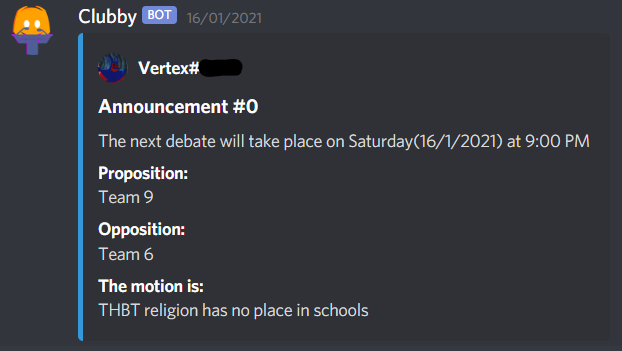 Clubby BOT 16/01/2021
Vertex#
Announcement #0
The next debate will take place on Saturday(16/1/2021) at 9:00 PM
Proposition:
Team 9
Opposition:
Team 6
The motion is:
THBT religion has no place in schools